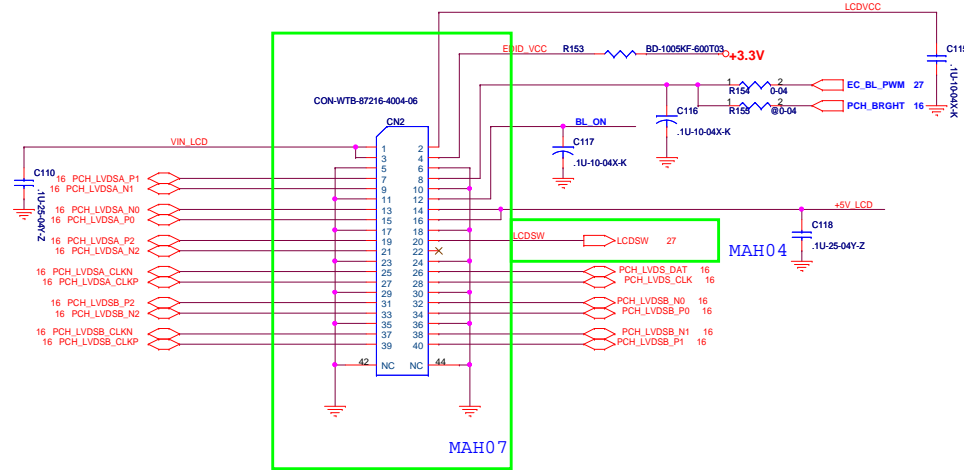 LCDVCC
EDID_VCC R153 BD-1005KF-600T03 +3.3V
C115
.1U-10-04X-K
1 2 EC_BL_PWM 27
R154 0-04
1 2 PCH_BRGHT 16
R155 @0-04
CON-WTB-87216-4004-06
C116
.1U-10-04X-K
CN2
BL_ON
C117
.1U-10-04X-K
VIN_LCD
1 2
3 4
5 6
C110
.1U-25-04Y-Z
16 PCH_LVDSA_P1 7 8
16 PCH_LVDSA_N1 9 10
11 12
16 PCH_LVDSA_N0 13 14 +5V_LCD
16 PCH_LVDSA_P0 15 16
17 18
C118
.1U-25-04Y-Z
16 PCH_LVDSA_P2 19 20 LCDSW LCDSW 27
16 PCH_LVDSA_N2 21 22
MAH04
23 24
16 PCH_LVDSA_CLKN 25 26 PCH_LVDS_DAT 16
16 PCH_LVDSA_CLKP 27 28 PCH_LVDS_CLK 16
29 30
16 PCH_LVDSB_P2 31 32 PCH_LVDSB_N0 16
16 PCH_LVDSB_N2 33 34 PCH_LVDSB_P0 16
35 36
16 PCH_LVDSB_CLKN 37 38 PCH_LVDSB_N1 16
16 PCH_LVDSB_CLKP 39 40 PCH_LVDSB_P1 16
42 NC NC 44
MAH07